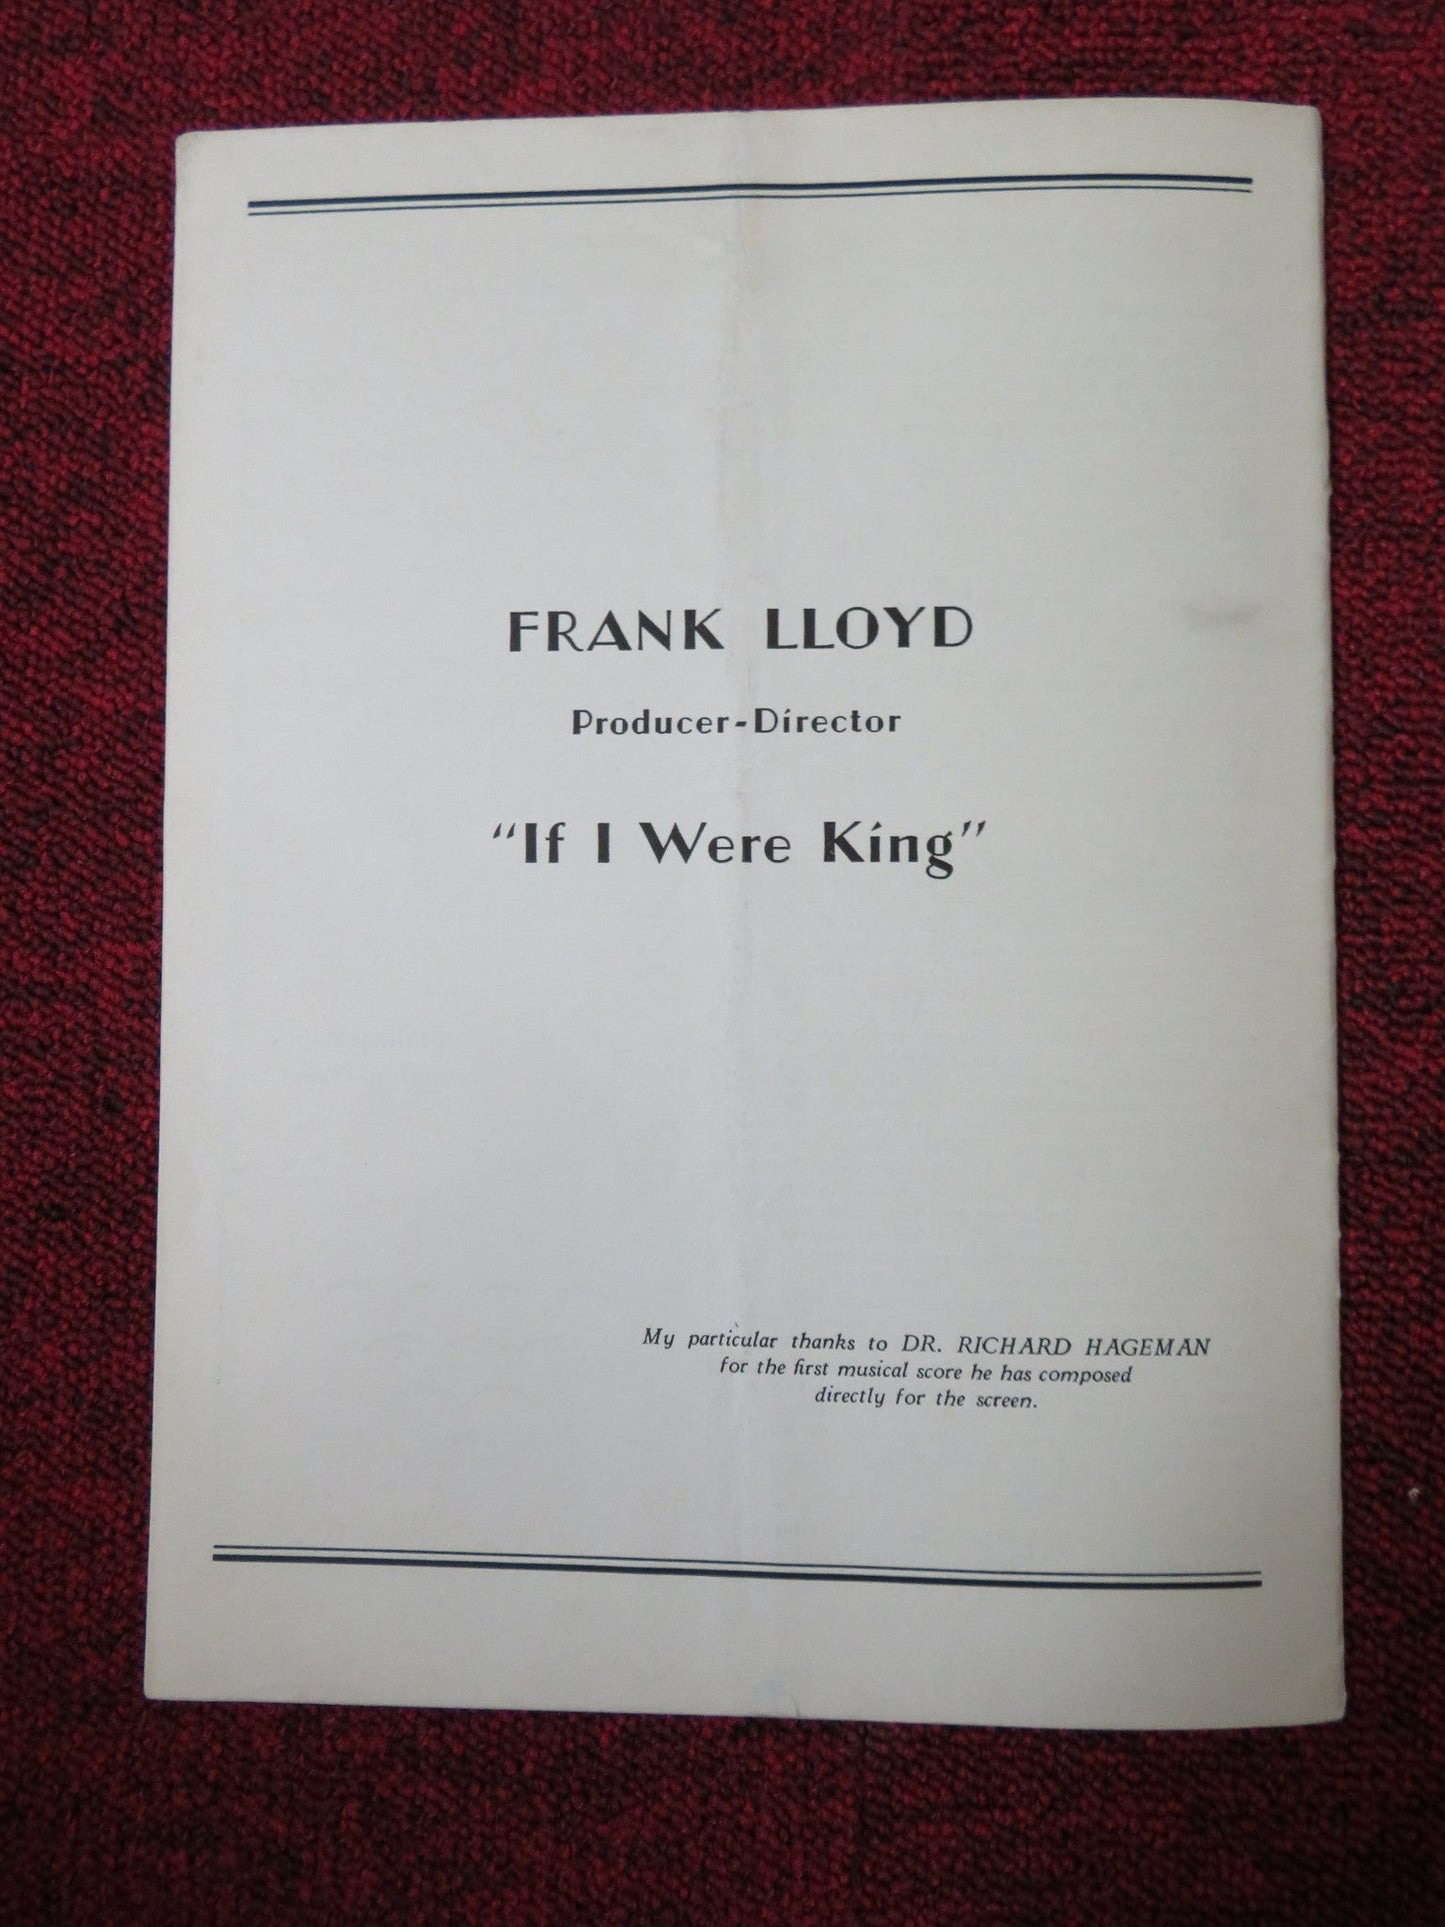 FRANK LLOYD
Producer-Director
"If I Were King"
My particular thanks to DR. RICHARD HAGEMAN
for the first musical score he has composed
directly for the screen.